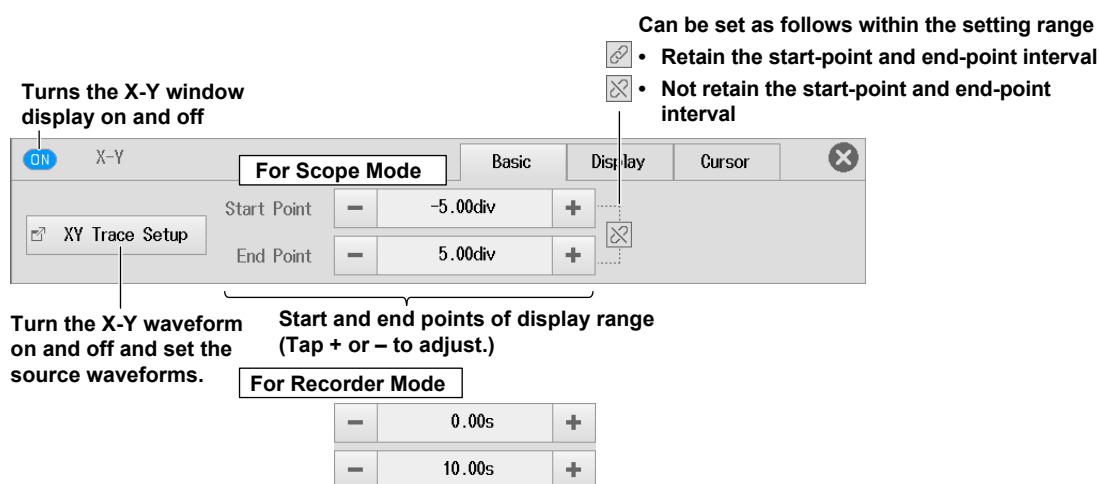 Can be set as follows within the setting range
• Retain the start-point and end-point interval
• Not retain the start-point and end-point
interval
Turns the X-Y window
display on and off
ON X-Y Basic Display Cursor
For Scope Mode
Start Point − -5.00div +
XY Trace Setup
End Point − 5.00div +
Turn the X-Y waveform
on and off and set the
source waveforms.
Start and end points of display range
(Tap + or – to adjust.)
For Recorder Mode
− 0.00s +
− 10.00s +